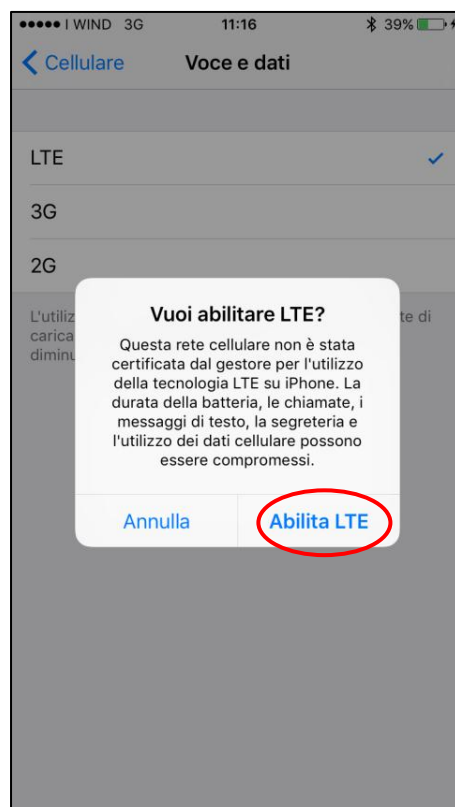 I WIND 3G 11:16 39%
Cellulare Voce e dati
LTE
3G
2G
L'utiliz te di
carica
diminu
Vuoi abilitare LTE?
Questa rete cellulare non è stata
certificata dal gestore per l'utilizzo
della tecnologia LTE su iPhone. La
durata della batteria, le chiamate, i
messaggi di testo, la segreteria e
l'utilizzo dei dati cellulare possono
essere compromessi.
Annulla Abilita LTE